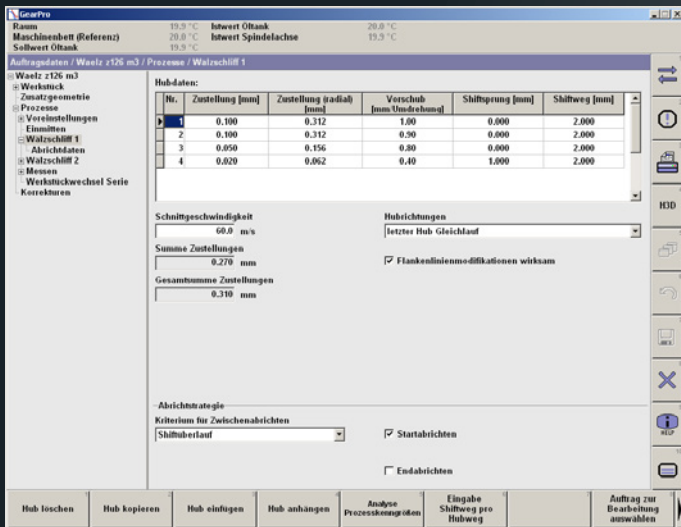 GearPro
Raum 19.9 °C Istwert Öltank 20.0 °C
Maschinenbett (Referenz) 20.0 °C Istwert Spindelachse 19.9 °C
Sollwert Öltank 19.9 °C
Auftragsdaten / Waelz z126 m3 / Prozesse / Walzschliff 1
Waelz z126 m3
Werkstück
Zusatzgeometrie
Prozesse
Voreinstellungen
Einmitten
Walzschliff 1
Abrichtdaten
Walzschliff 2
Messen
Werkstückwechsel Serie
Korrekturen
Hubdaten:
Nr. Zustellung [mm] Zustellung (radial) [mm] Vorschub [mm/Umdrehung] Shiftsprung [mm] Shiftweg [mm]
1 0.100 0.312 1.00 0.000 2.000
2 0.100 0.312 0.90 0.000 2.000
3 0.050 0.156 0.80 0.000 2.000
4 0.020 0.062 0.40 1.000 2.000
Schnittgeschwindigkeit
60.0 m/s
Hubrichtungen
letzter Hub Gleichlauf
Summe Zustellungen
0.270 mm
Flankenlinienmodifikationen wirksam
Gesamtsumme Zustellungen
0.310 mm
Abrichtstrategie
Kriterium für Zwischenabrichten
Shiftüberlauf
Startabrichten
Endabrichten
H3D
HELP
Hub löschen
Hub kopieren
Hub einfügen
Hub anhängen
Analyse
Prozesskenngrößen
Eingabe
Shiftweg pro
Hubweg
Auftrag zur
Bearbeitung
auswählen